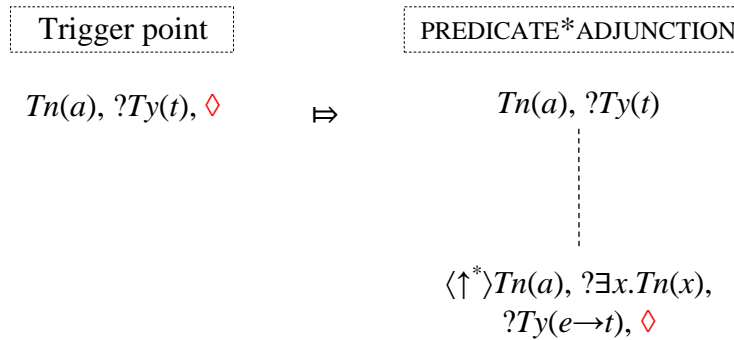 Trigger point
PREDICATE*ADJUNCTION
Tn(a), ?Ty(t), ◊
⤇
Tn(a), ?Ty(t)
⟨↑*⟩Tn(a), ?∃x.Tn(x),
?Ty(e→t), ◊